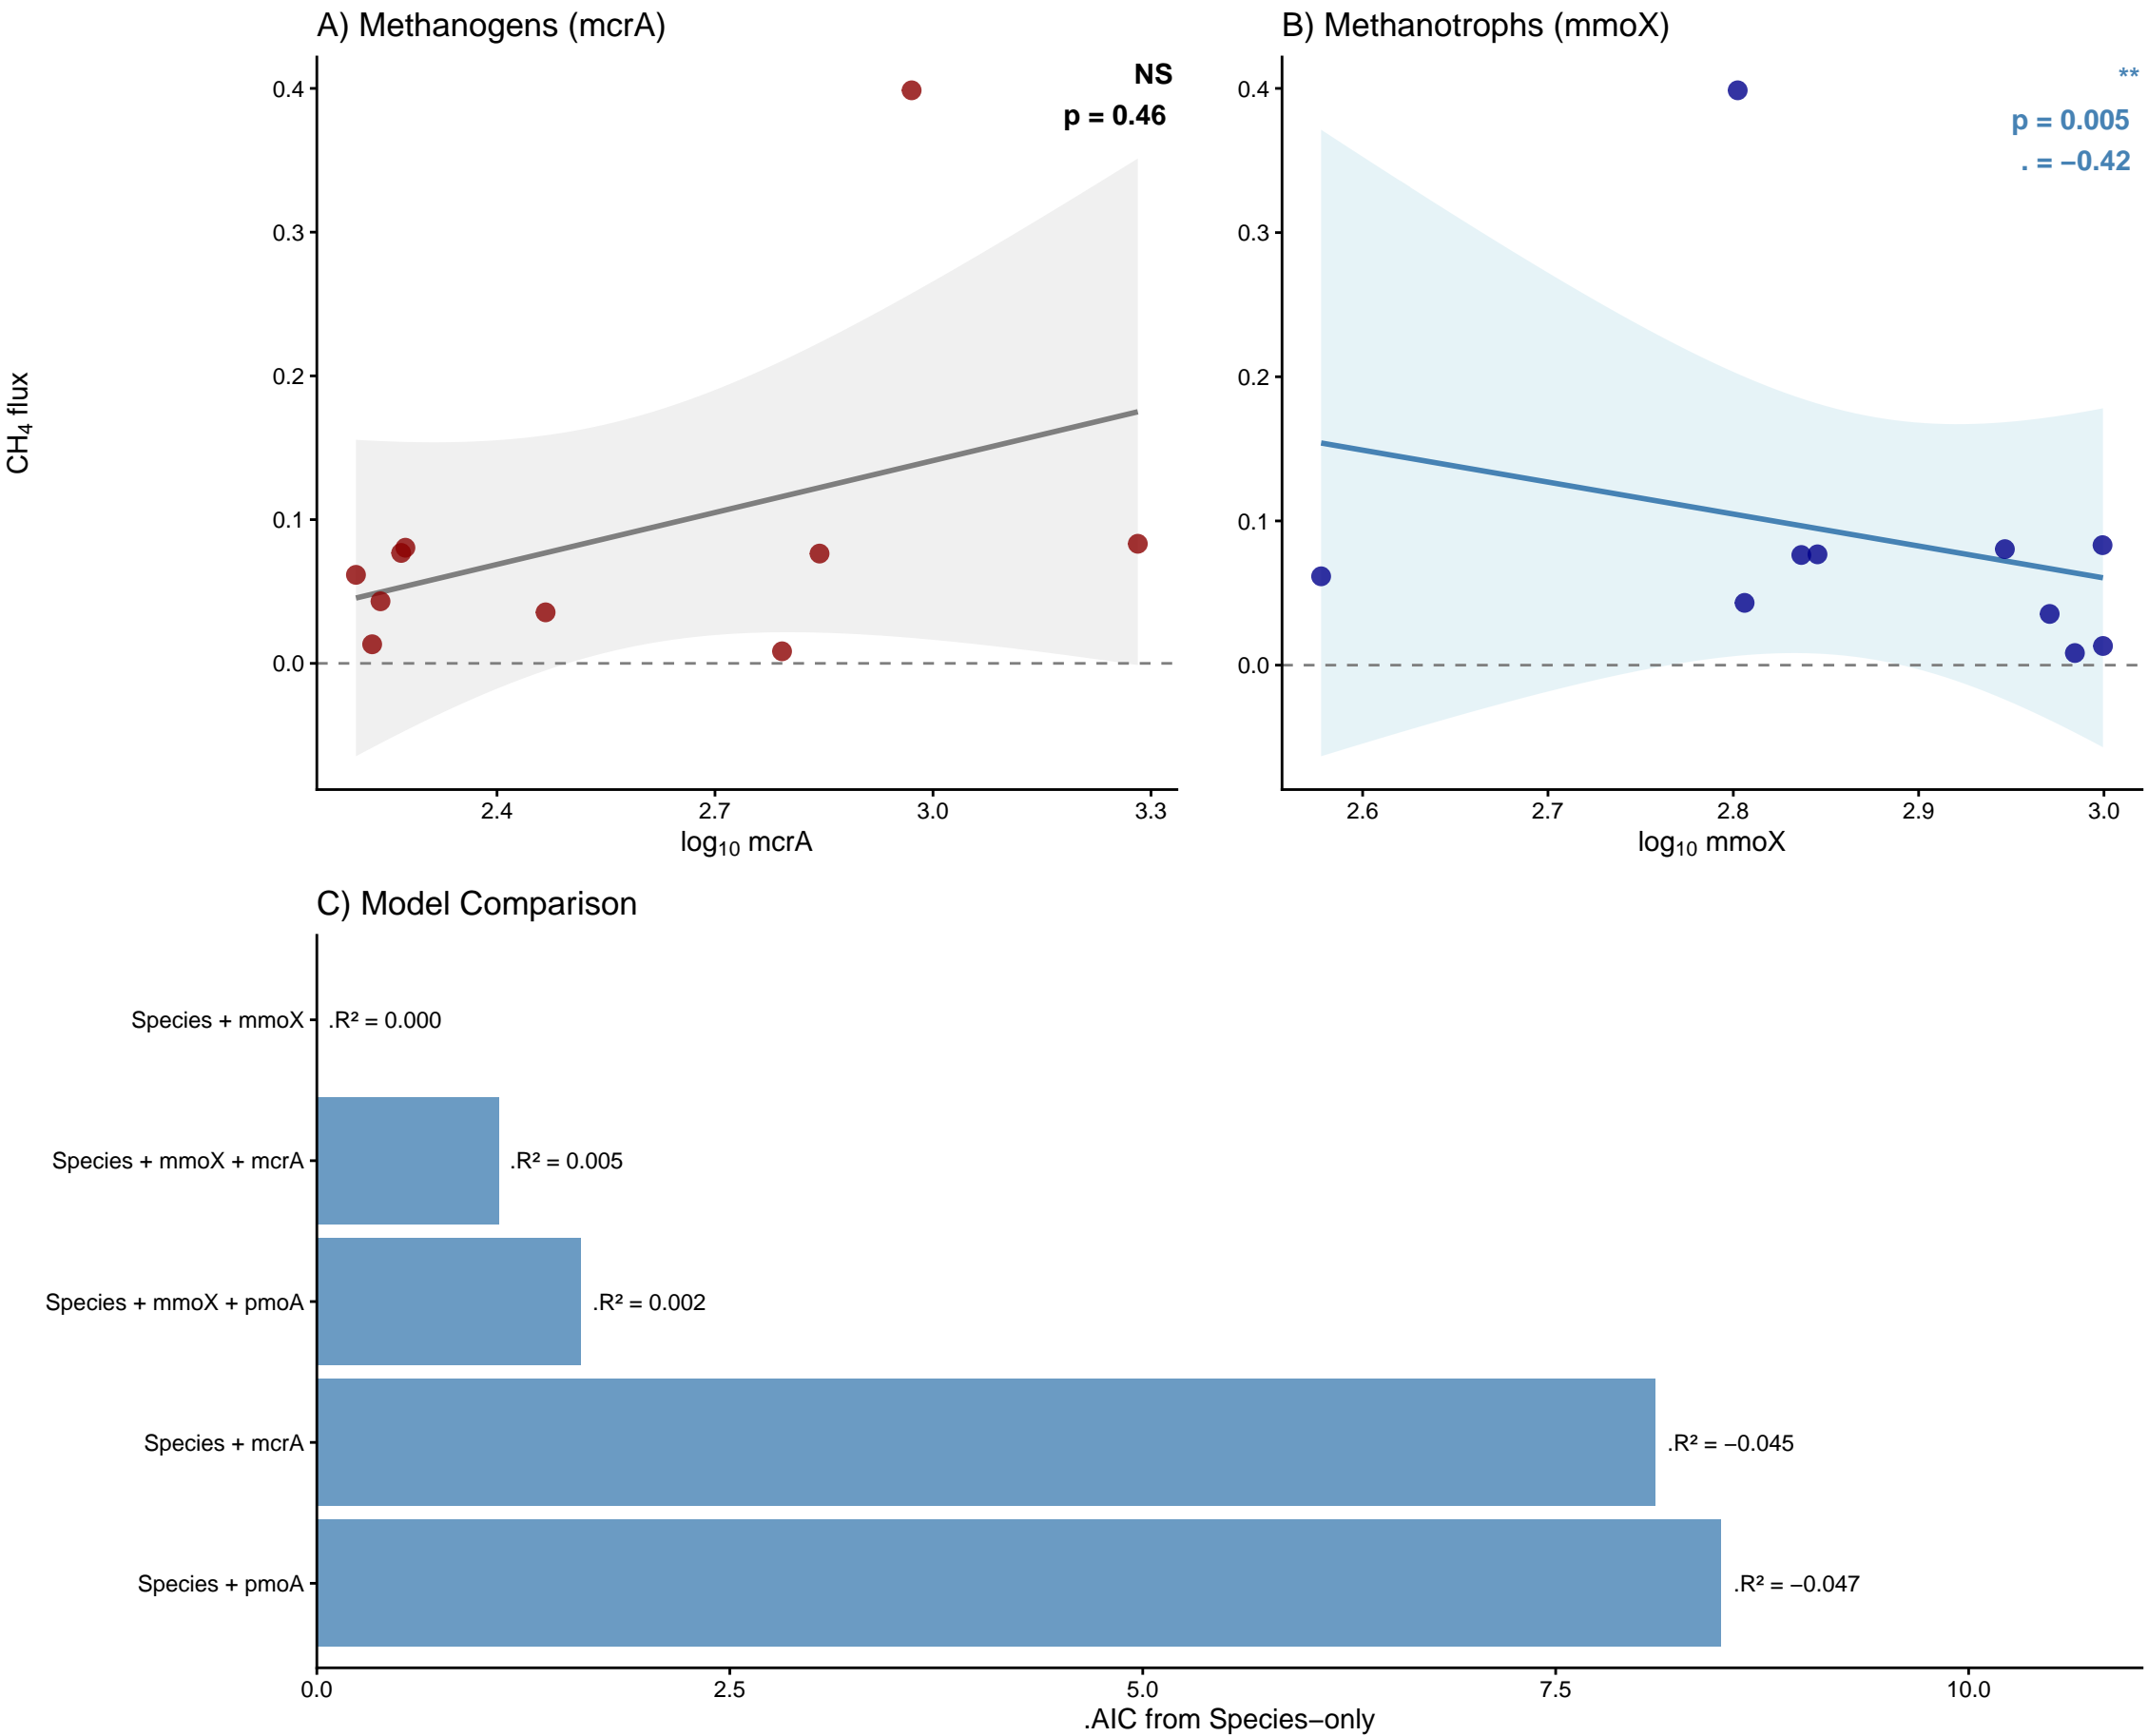 A) Methanogens (mcrA)
NS
p = 0.46
0.4
0.3
0.2
0.1
0.0
CH₄ flux
2.4 2.7 3.0 3.3
log₁₀ mcrA
B) Methanotrophs (mmoX)
**
p = 0.005
. = −0.42
0.4
0.3
0.2
0.1
0.0
2.6 2.7 2.8 2.9 3.0
log₁₀ mmoX
C) Model Comparison
Species + mmoX .R² = 0.000
Species + mmoX + mcrA .R² = 0.005
Species + mmoX + pmoA .R² = 0.002
Species + mcrA .R² = −0.045
Species + pmoA .R² = −0.047
0.0 2.5 5.0 7.5 10.0
.AIC from Species−only